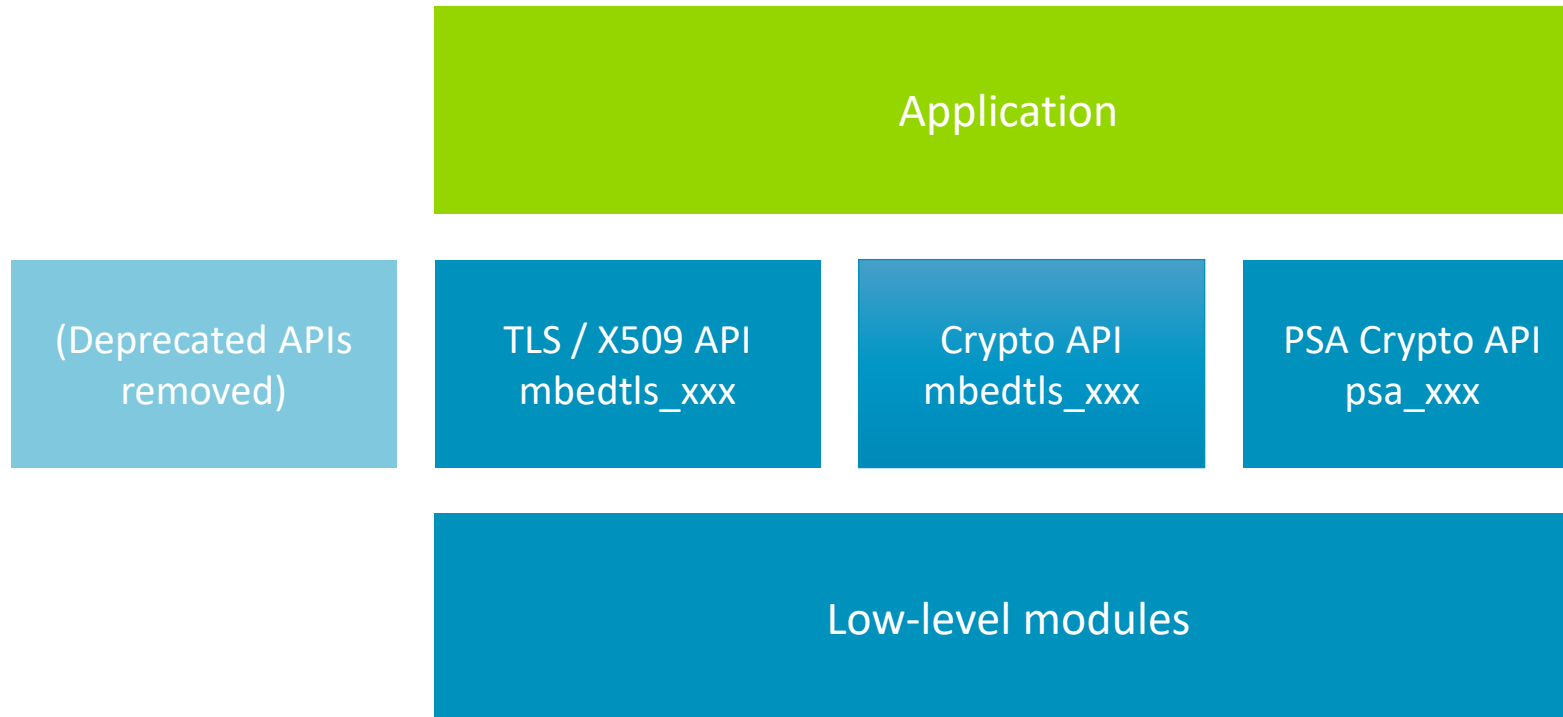 Application
(Deprecated APIs
removed)
TLS / X509 API
mbedtls_xxx
Crypto API
mbedtls_xxx
PSA Crypto API
psa_xxx
Low-level modules